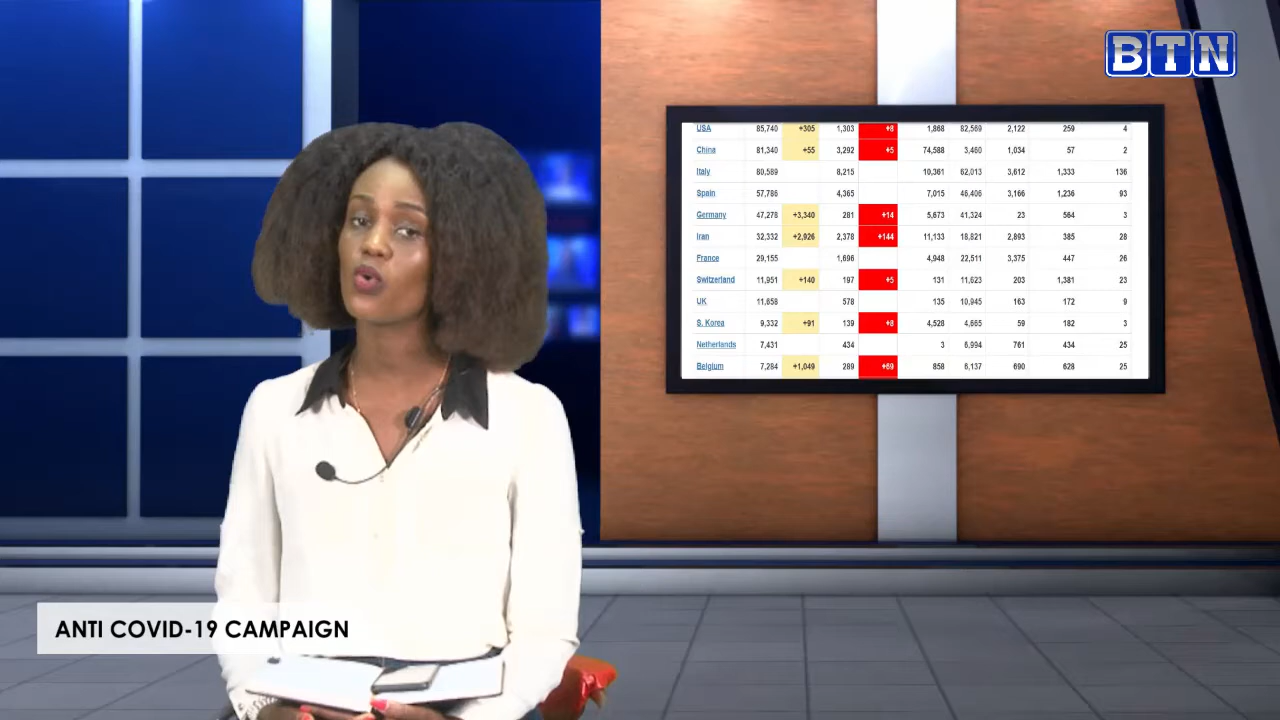 BTN
USA 85,740 +305 1,303 +8 1,868 82,569 2,122 259 4
China 81,340 +55 3,292 +5 74,588 3,460 1,034 57 2
Italy 80,589 8,215 10,361 62,013 3,612 1,333 136
Spain 57,786 4,365 7,015 46,406 3,166 1,236 93
Germany 47,278 +3,340 281 +14 5,673 41,324 23 564 3
Iran 32,332 +2,926 2,378 +144 11,133 18,821 2,893 385 28
France 29,155 1,696 4,948 22,511 3,375 447 26
Switzerland 11,951 +140 197 +5 131 11,623 203 1,381 23
UK 11,658 578 135 10,945 163 172 9
S. Korea 9,332 +91 139 +8 4,528 4,665 59 182 3
Netherlands 7,431 434 3 6,994 761 434 25
Belgium 7,284 +1,049 289 +69 858 6,137 690 628 25
ANTI COVID-19 CAMPAIGN